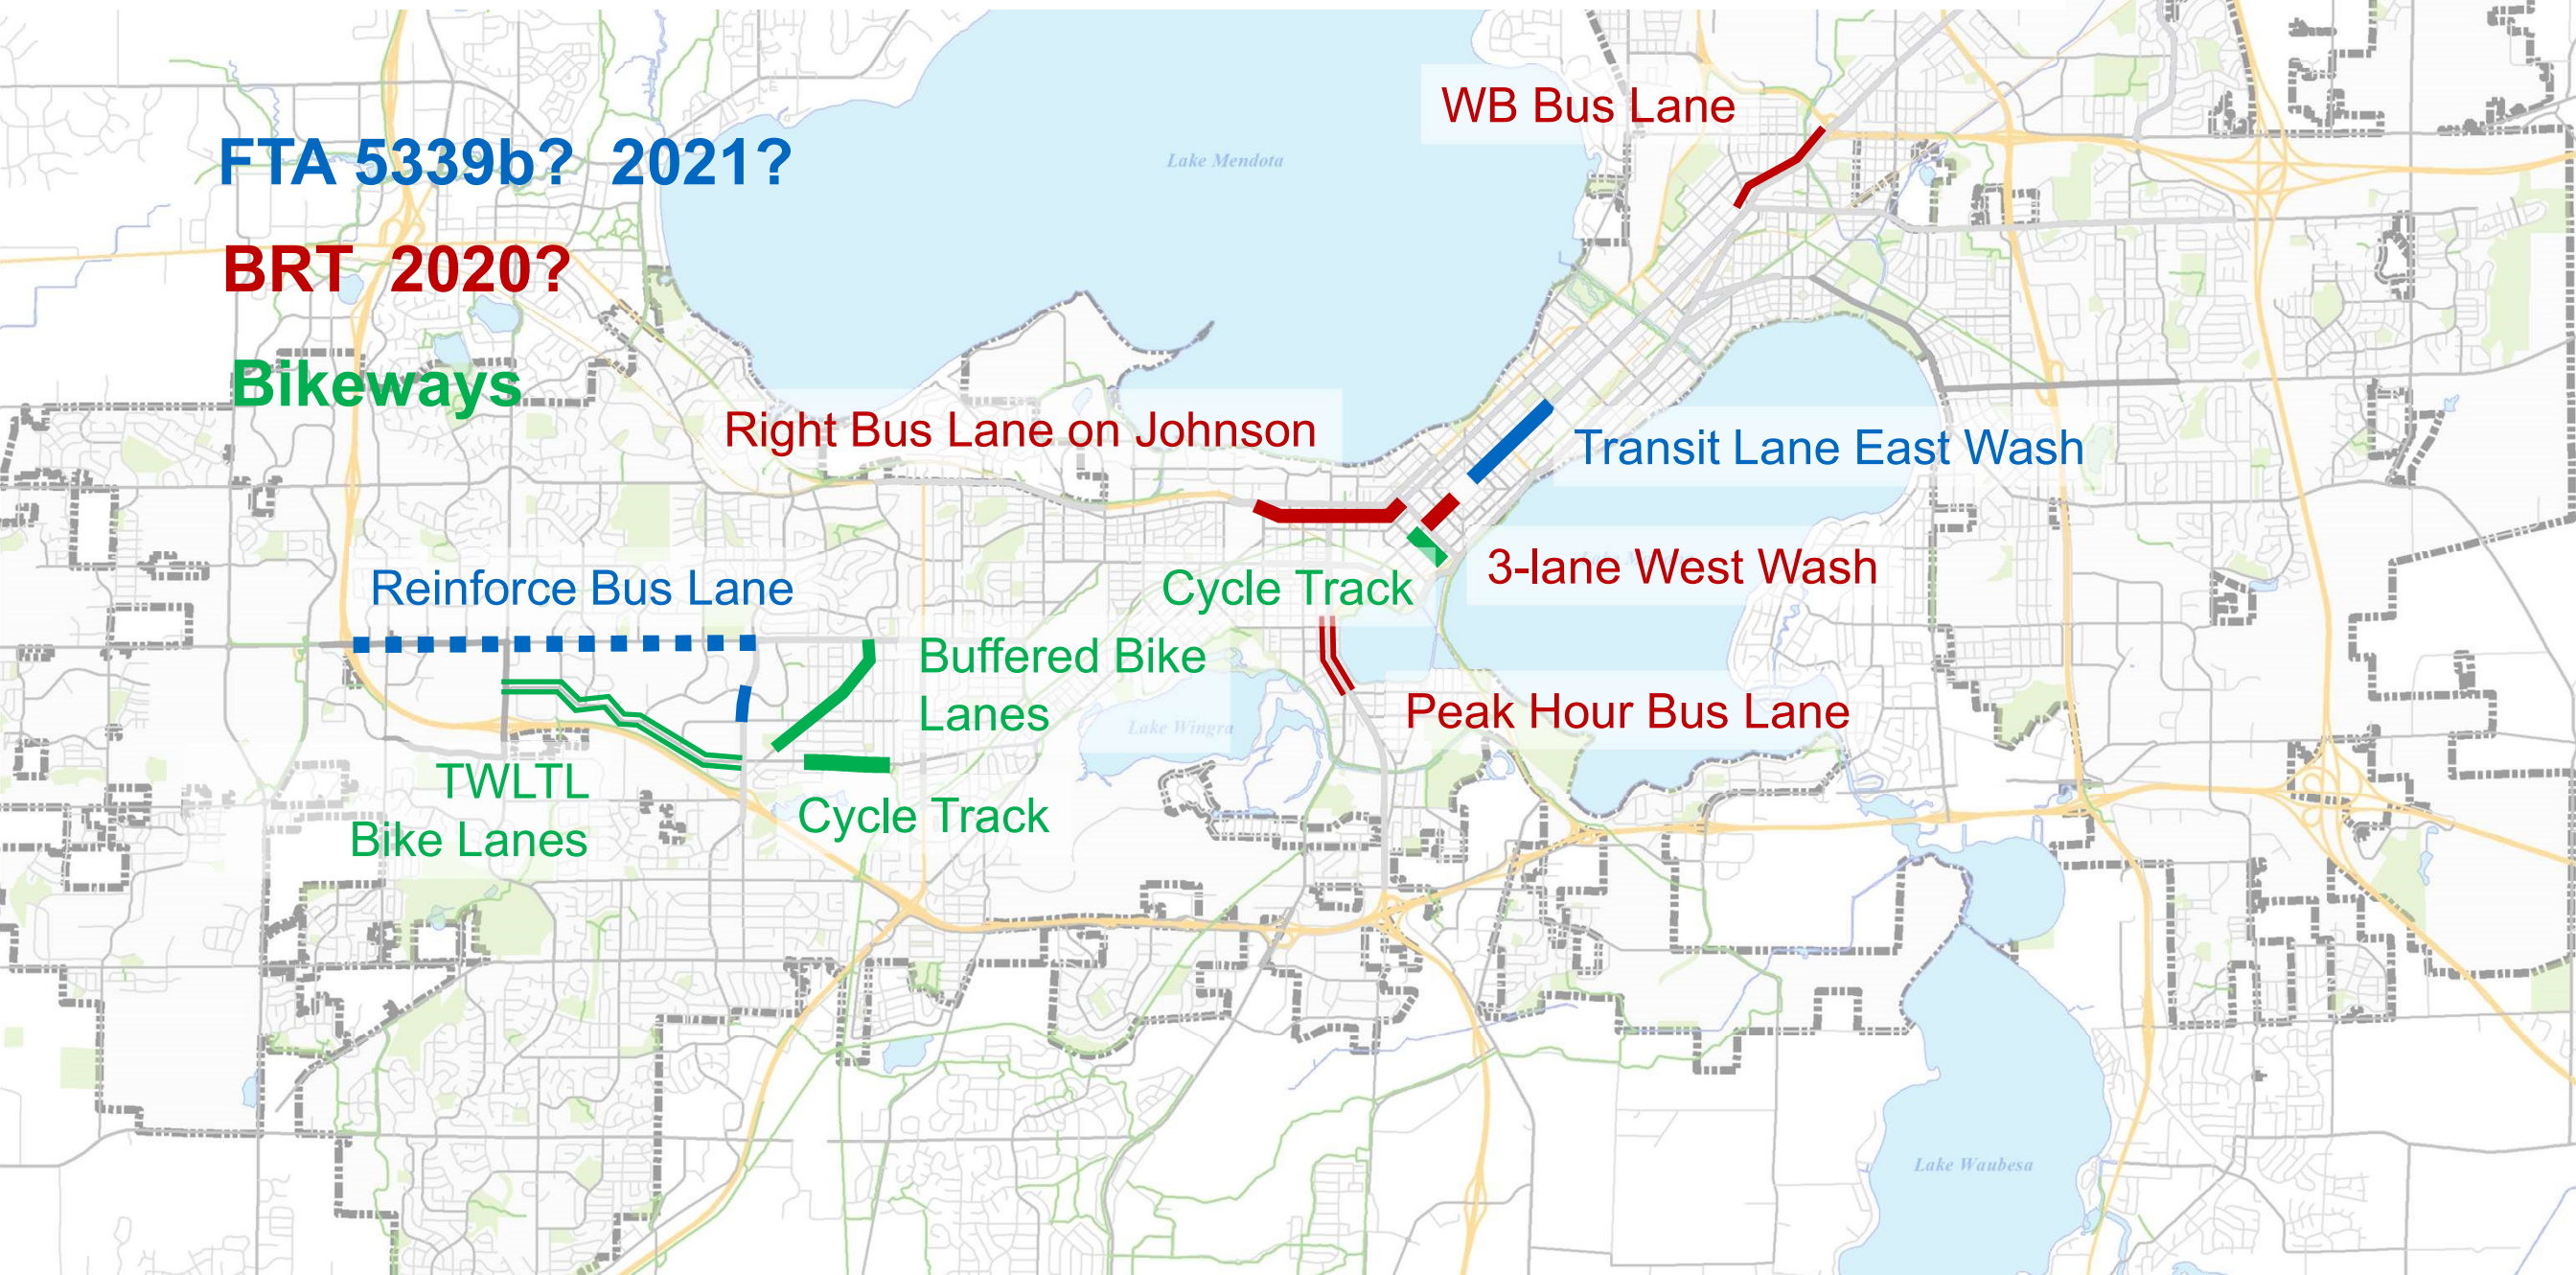 WB Bus Lane
FTA 5339b? 2021?
Lake Mendota
BRT 2020?
Bikeways
Right Bus Lane on Johnson
Transit Lane East Wash
Reinforce Bus Lane
Cycle Track
3-lane West Wash
Buffered Bike
Lanes
Lake Wingra
Peak Hour Bus Lane
TWLTL
Bike Lanes
Cycle Track
Lake Waubesa